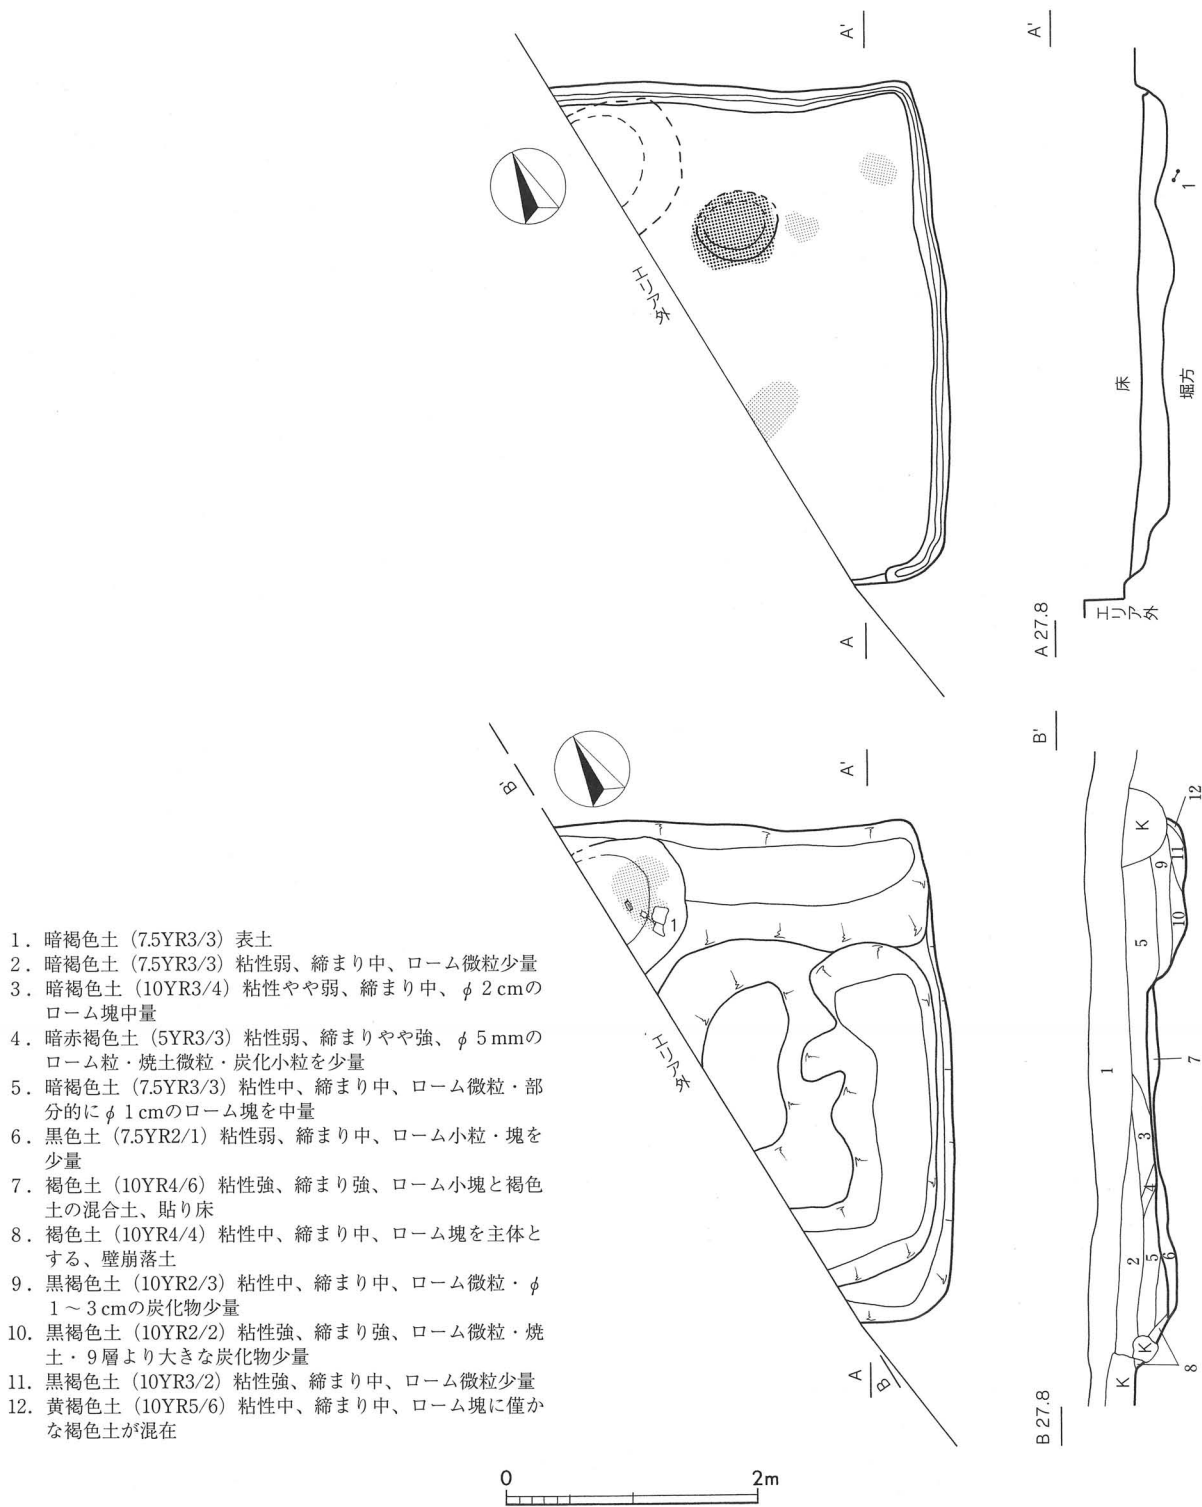 A'
A'
エリア外
1
床
堀方
A
A 27.8
エリア外
B'
A'
B'
1
エリア外
A
B
B 27.8
K
12
11
9
10
5
7
1
3
4
2
5
6
K
K
8
1. 暗褐色土（7.5YR3/3）表土
2. 暗褐色土（7.5YR3/3）粘性弱、締まり中、ローム微粒少量
3. 暗褐色土（10YR3/4）粘性やや弱、締まり中、φ2cmの
ローム塊中量
4. 暗赤褐色土（5YR3/3）粘性弱、締まりやや強、φ5mmの
ローム粒・焼土微粒・炭化小粒を少量
5. 暗褐色土（7.5YR3/3）粘性中、締まり中、ローム微粒・部
分的にφ1cmのローム塊を中量
6. 黒色土（7.5YR2/1）粘性弱、締まり中、ローム小粒・塊を
少量
7. 褐色土（10YR4/6）粘性強、締まり強、ローム小塊と褐色
土の混合土、貼り床
8. 褐色土（10YR4/4）粘性中、締まり中、ローム塊を主体と
する、壁崩落土
9. 黒褐色土（10YR2/3）粘性中、締まり中、ローム微粒・φ
1～3cmの炭化物少量
10. 黒褐色土（10YR2/2）粘性強、締まり強、ローム微粒・焼
土・9層より大きな炭化物少量
11. 黒褐色土（10YR3/2）粘性強、締まり中、ローム微粒少量
12. 黄褐色土（10YR5/6）粘性中、締まり中、ローム塊に僅か
な褐色土が混在
0 2m